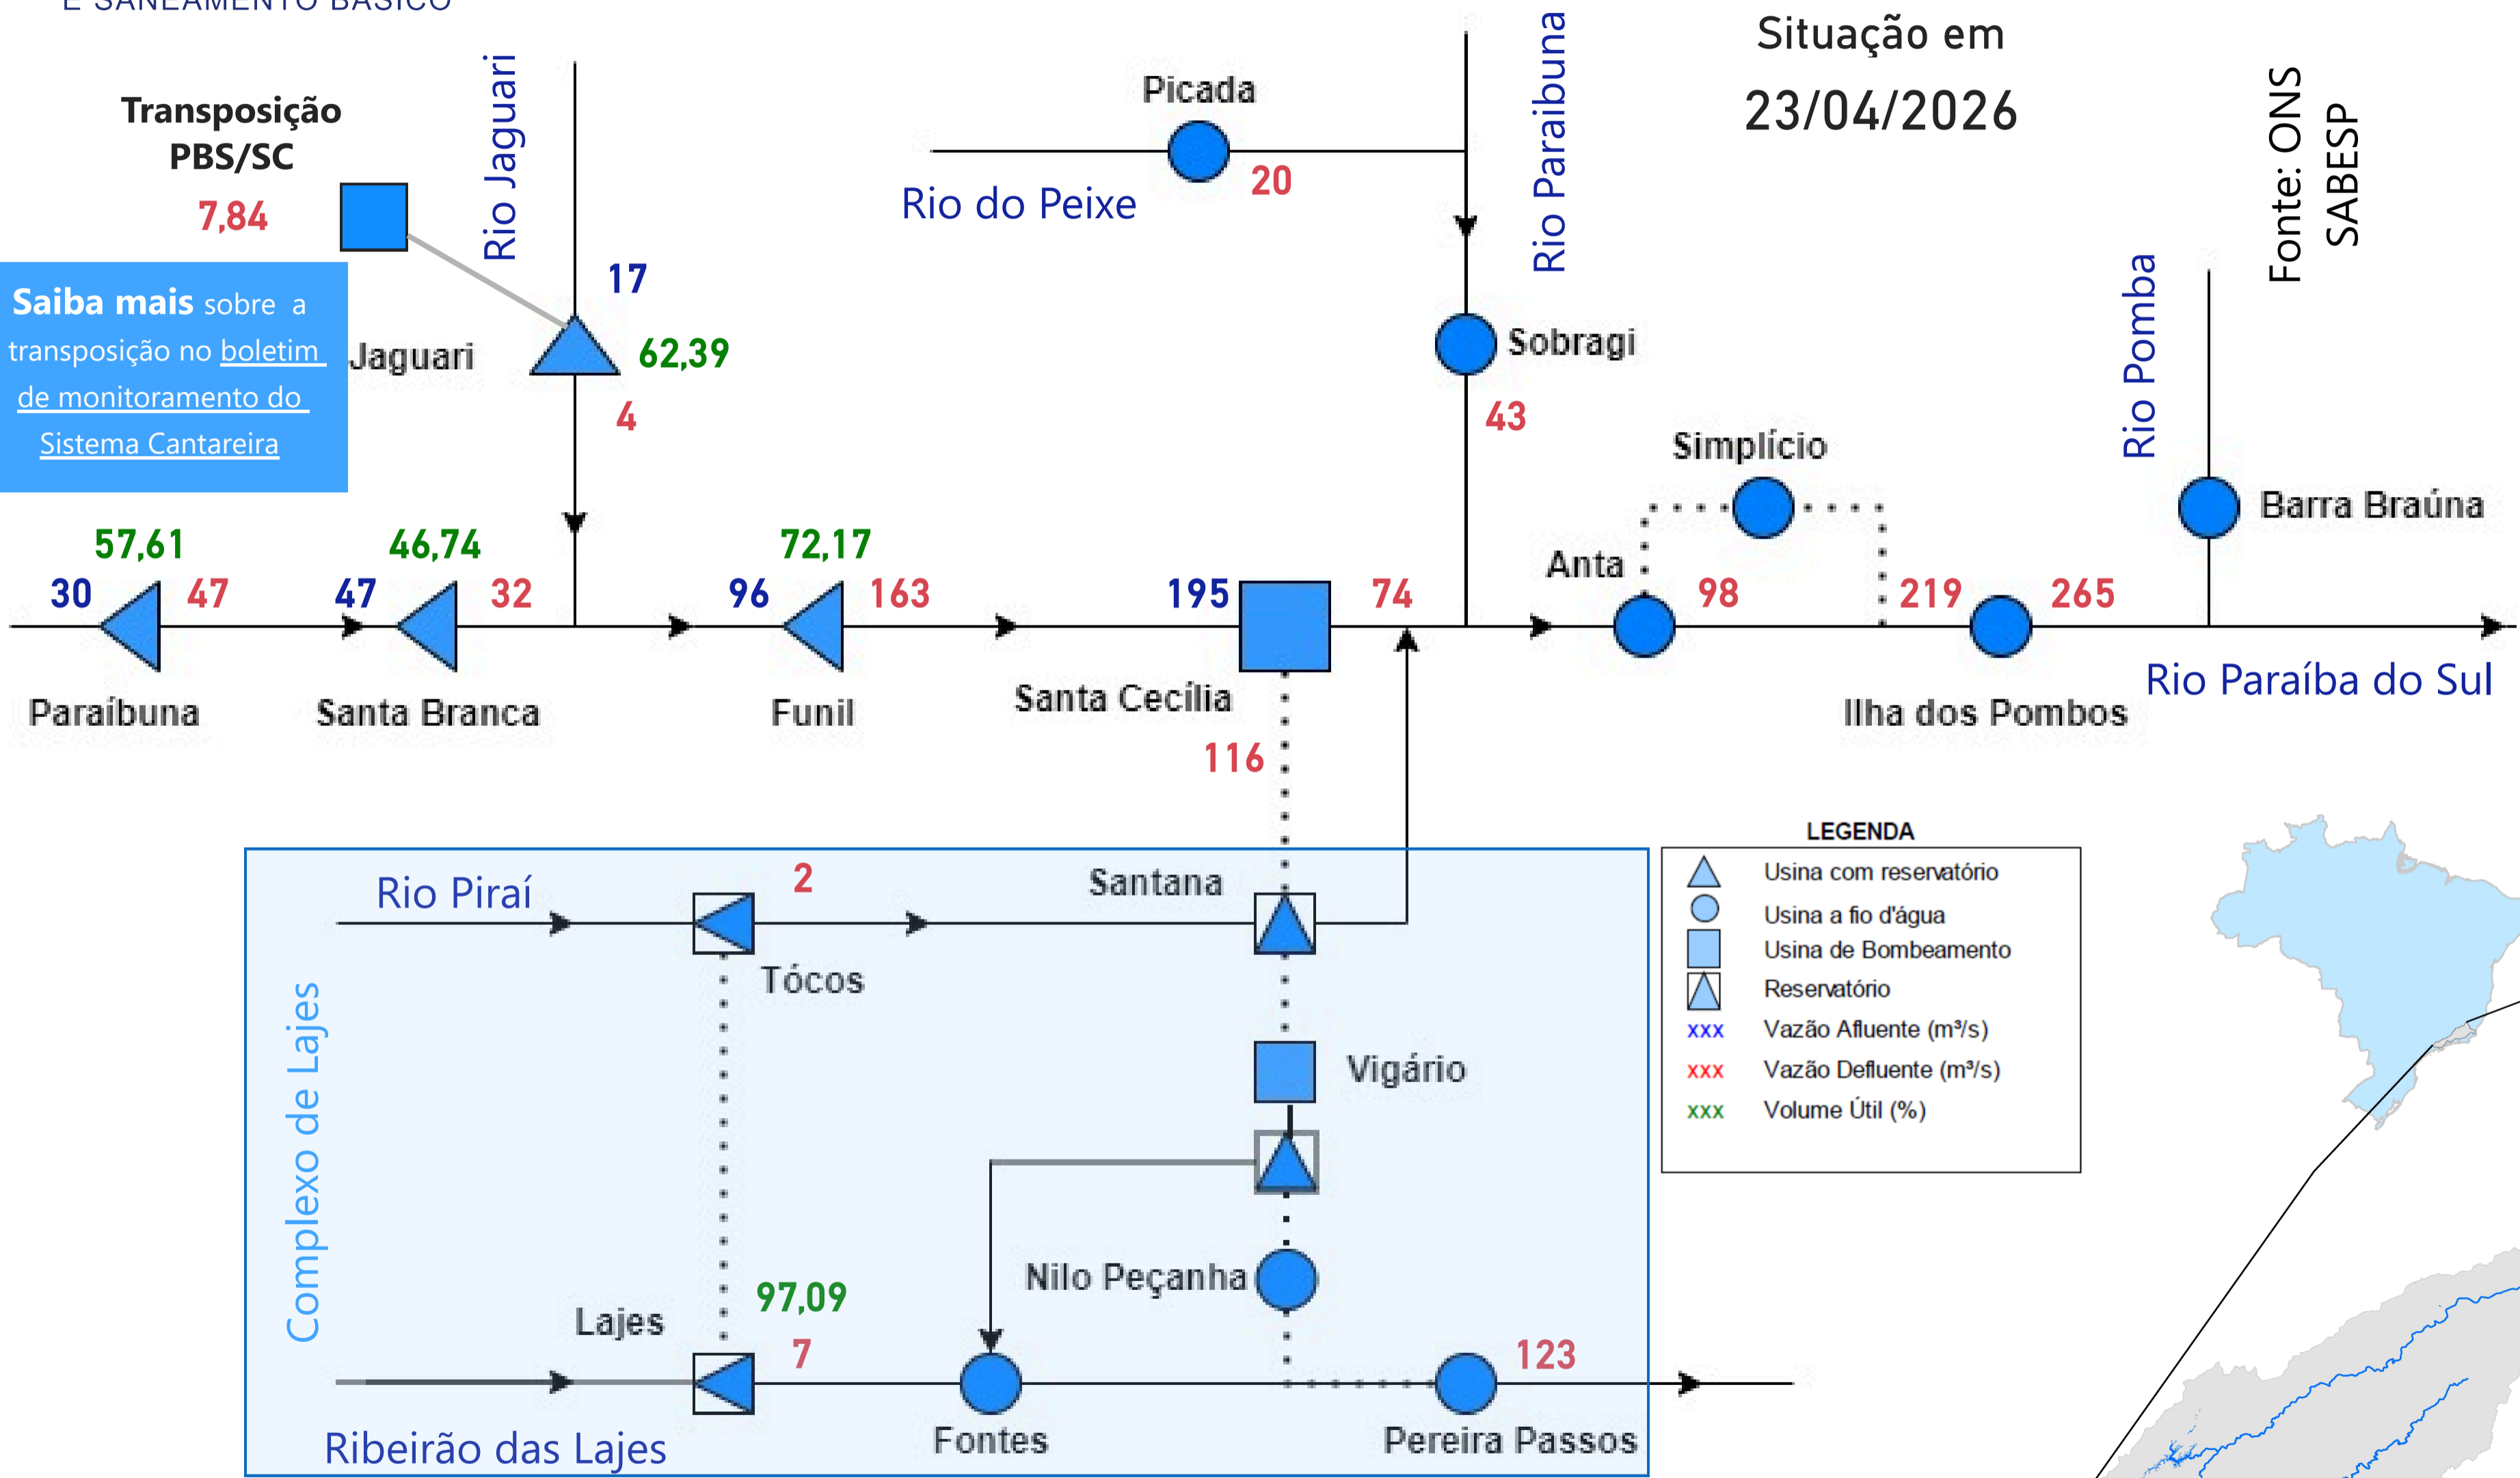 E SANEAMENTO BÁSICO
Situação em
23/04/2026
Fonte: ONS
SABESP
Transposição
PBS/SC
7,84
Rio Jaguari
Picada
20
Rio do Peixe
Rio Paraibuna
Saiba mais sobre a
transposição no boletim
de monitoramento do
Sistema Cantareira
17
Jaguari
62,39
4
Sobragi
43
Simplício
Rio Pomba
Barra Braúna
57,61
46,74
72,17
Anta
30
47
47
32
96
163
195
74
98
219
265
Paraíbuna
Santa Branca
Funil
Santa Cecília
Ilha dos Pombos
Rio Paraíba do Sul
116
Complexo de Lajes
Rio Piraí
2
Santana
Tócos
Vigário
Nilo Peçanha
97,09
Lajes
7
123
Ribeirão das Lajes
Fontes
Pereira Passos
LEGENDA
Usina com reservatório
Usina a fio d'água
Usina de Bombeamento
Reservatório
xxx Vazão Afluente (m³/s)
xxx Vazão Defluente (m³/s)
xxx Volume Útil (%)